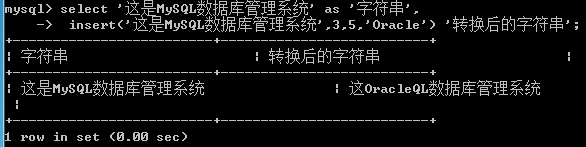 mysql> select '这是MySQL数据库管理系统' as '字符串',
    -> insert('这是MySQL数据库管理系统',3,5,'Oracle') '转换后的字符串';
+--------------------------+--------------------------+
| 字符串                   | 转换后的字符串           |
+--------------------------+--------------------------+
| 这是MySQL数据库管理系统  | 这OracleQL数据库管理系统
|
+--------------------------+--------------------------+
1 row in set (0.00 sec)